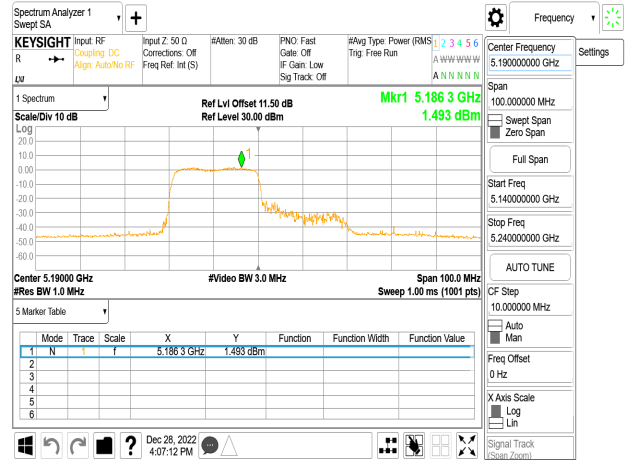 Spectrum Analyzer 1
Swept SA
Frequency
Settings
KEYSIGHT
R
Input: RF
Coupling: DC
Align: Auto/No RF
Input Z: 50 Ω
Corrections: Off
Freq Ref: Int (S)
#Atten: 30 dB
PNO: Fast
Gate: Off
IF Gain: Low
Sig Track: Off
#Avg Type: Power (RMS
Trig: Free Run
1 2 3 4 5 6
A W W W W W
A N N N N N
1 Spectrum
Scale/Div 10 dB
Ref Lvl Offset 11.50 dB
Ref Level 30.00 dBm
Mkr1 5.186 3 GHz
1.493 dBm
Log
20.0
10.0
0.00
-10.0
-20.0
-30.0
-40.0
-50.0
-60.0
1
Center 5.19000 GHz
#Video BW 3.0 MHz
Span 100.0 MHz
#Res BW 1.0 MHz
Sweep 1.00 ms (1001 pts)
5 Marker Table
Mode Trace Scale X Y Function Function Width Function Value
1 N 1 f 5.186 3 GHz 1.493 dBm
2
3
4
5
6
Dec 28, 2022
4:07:12 PM
Center Frequency
5.190000000 GHz
Span
100.000000 MHz
Swept Span
Zero Span
Full Span
Start Freq
5.140000000 GHz
Stop Freq
5.240000000 GHz
AUTO TUNE
CF Step
10.000000 MHz
Auto
Man
Freq Offset
0 Hz
X Axis Scale
Log
Lin
Signal Track
(Span Zoom)